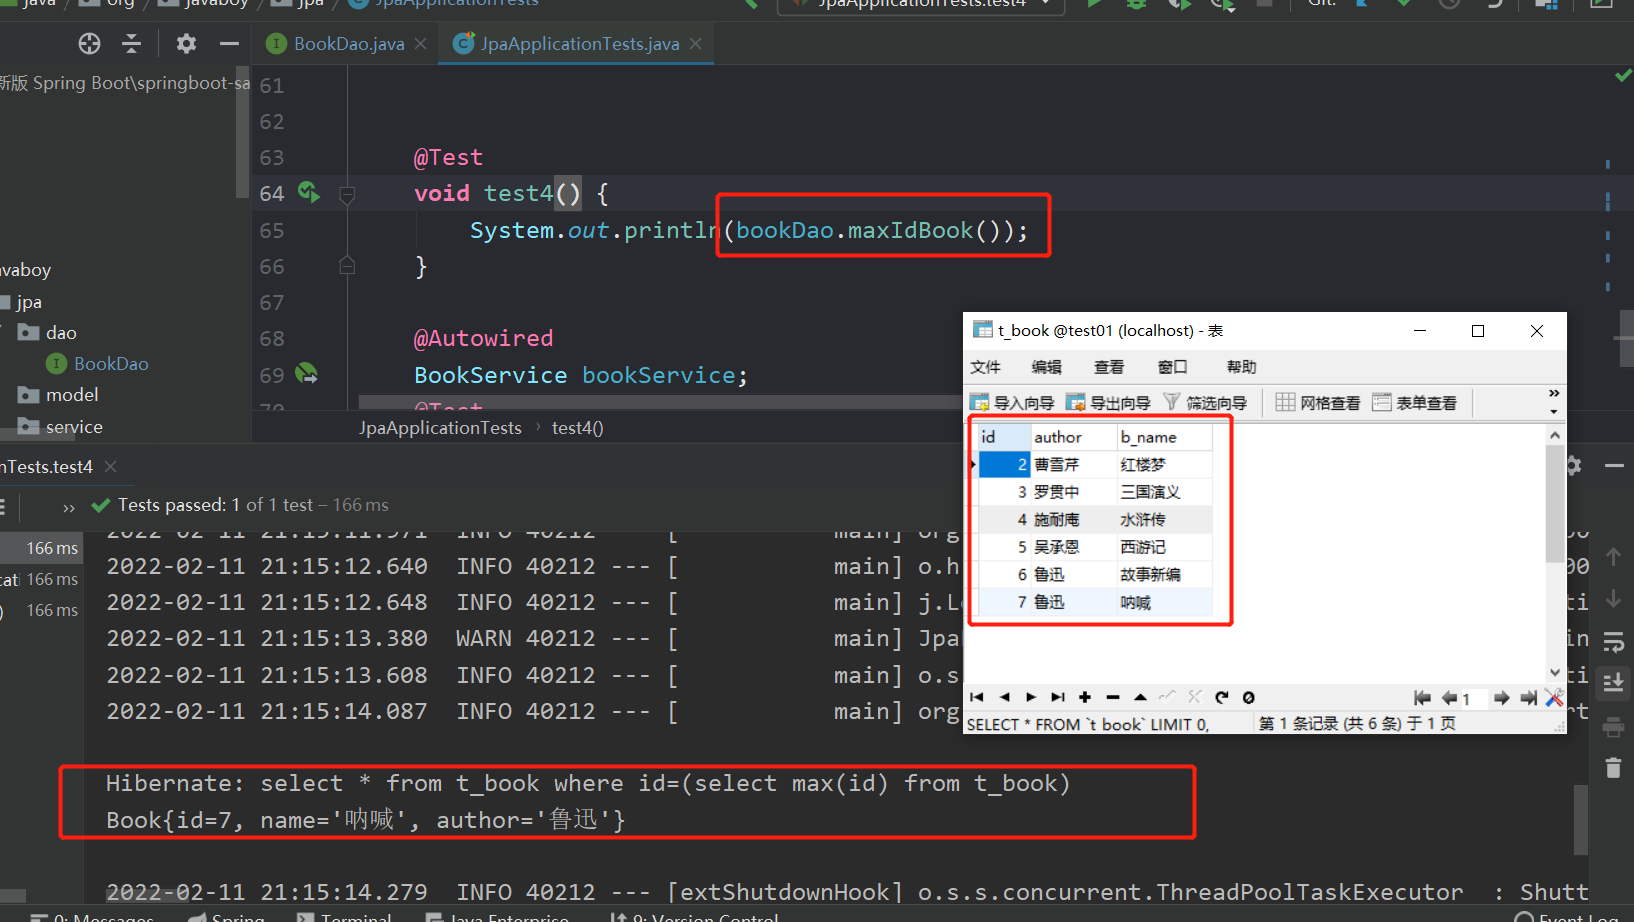 java / org / javaboy / jpa / JpaApplicationTests
JpaApplicationTests.test4
Git:
BookDao.java
JpaApplicationTests.java
新版 Spring Boot\springboot-sa
vaboy
jpa
dao
BookDao
model
service
61
62
63 @Test
64 void test4() {
65 System.out.println(bookDao.maxIdBook());
66 }
67
68 @Autowired
69 BookService bookService;
70 @Test
JpaApplicationTests › test4()
t_book @test01 (localhost) - 表
文件 编辑 查看 窗口 帮助
导入向导 导出向导 筛选向导 网格查看 表单查看 »
id author b_name
2 曹雪芹 红楼梦
3 罗贯中 三国演义
4 施耐庵 水浒传
5 吴承恩 西游记
6 鲁迅 故事新编
7 鲁迅 呐喊
1
SELECT * FROM `t_book` LIMIT 0, 第 1 条记录 (共 6 条) 于 1 页
nTests.test4
» Tests passed: 1 of 1 test – 166 ms
166 ms
cati 166 ms
) 166 ms
2022-02-11 21:15:11.571 INFO 40212 --- [ main] org
2022-02-11 21:15:12.640 INFO 40212 --- [ main] o.h 00
2022-02-11 21:15:12.648 INFO 40212 --- [ main] j.L ti
2022-02-11 21:15:13.380 WARN 40212 --- [ main] Jpa in
2022-02-11 21:15:13.608 INFO 40212 --- [ main] o.s. ti
2022-02-11 21:15:14.087 INFO 40212 --- [ main] org rt
Hibernate: select * from t_book where id=(select max(id) from t_book)
Book{id=7, name='呐喊', author='鲁迅'}
2022-02-11 21:15:14.279 INFO 40212 --- [extShutdownHook] o.s.s.concurrent.ThreadPoolTaskExecutor : Shutt
0: Messages Spring Terminal Java Enterprise 9: Version Control Event Log